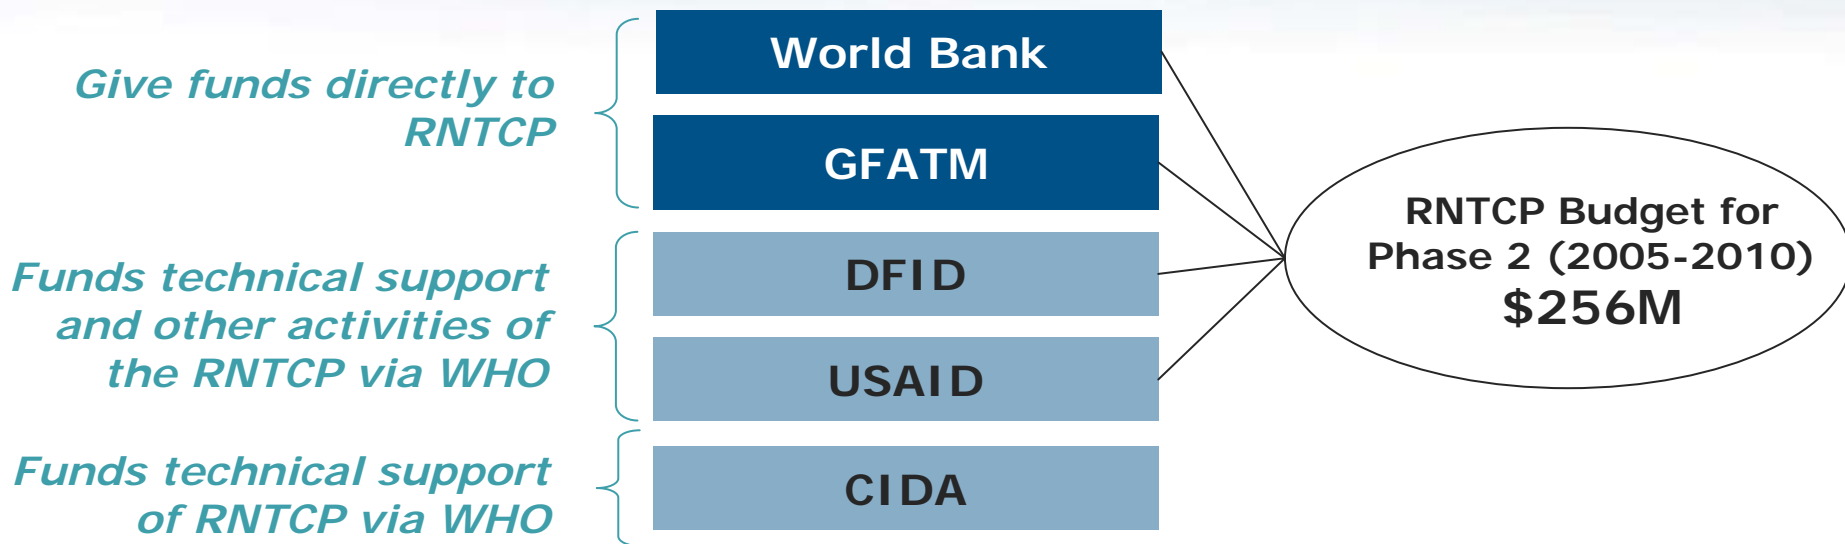 Give funds directly to
RNTCP
World Bank
GFATM
Funds technical support
and other activities of
the RNTCP via WHO
DFID
USAID
Funds technical support
of RNTCP via WHO
CIDA
RNTCP Budget for
Phase 2 (2005-2010)
$256M